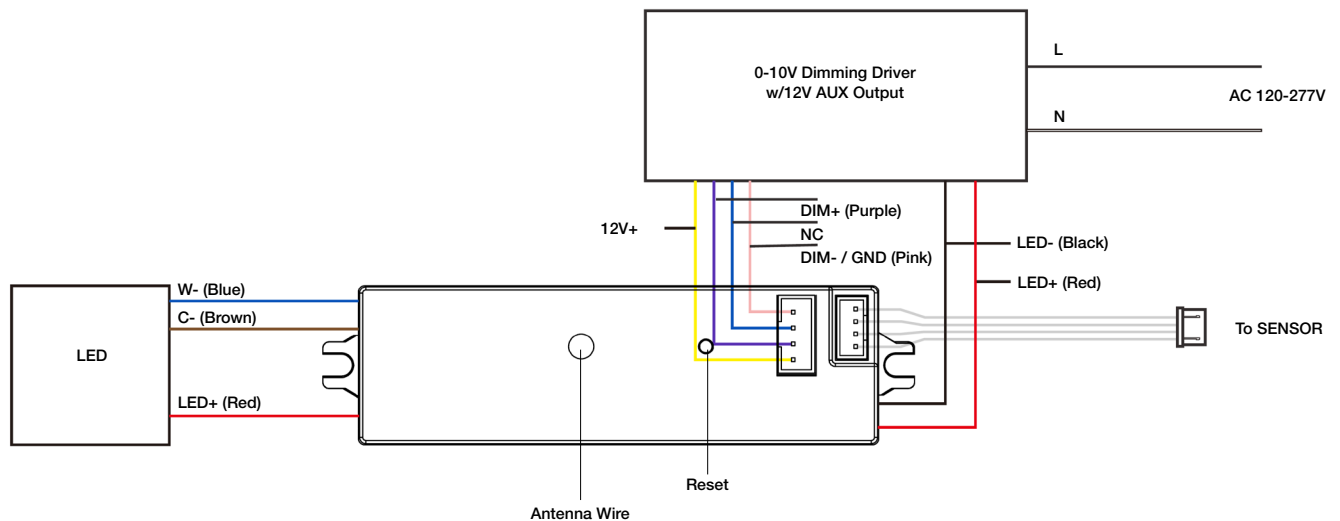 0-10V Dimming Driver
w/12V AUX Output
L
AC 120-277V
N
12V+
DIM+ (Purple)
NC
DIM- / GND (Pink)
LED- (Black)
LED+ (Red)
W- (Blue)
C- (Brown)
LED
LED+ (Red)
To SENSOR
Reset
Antenna Wire